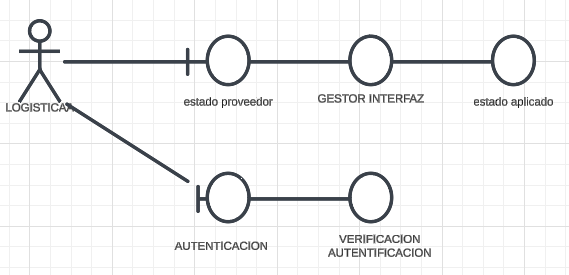 LOGISTICA
estado proveedor
GESTOR INTERFAZ
estado aplicado
AUTENTICACION
VERIFICACION
AUTENTIFICACION